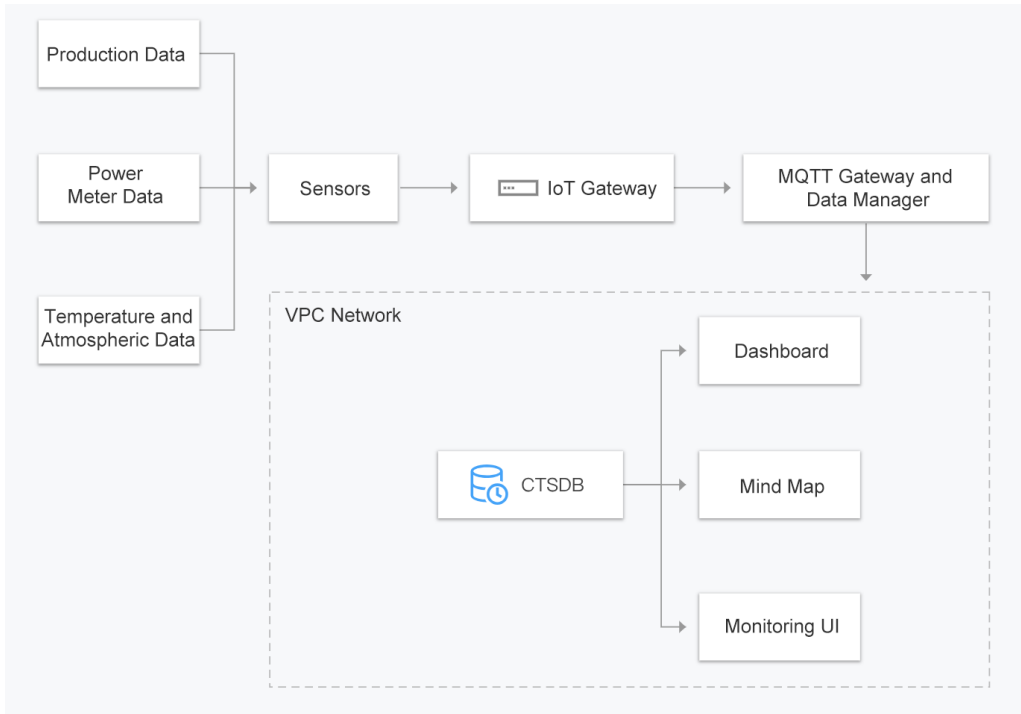 Production Data
Power
Meter Data
Temperature and
Atmospheric Data
Sensors
IoT Gateway
MQTT Gateway and
Data Manager
VPC Network
Dashboard
CTSDB
Mind Map
Monitoring UI